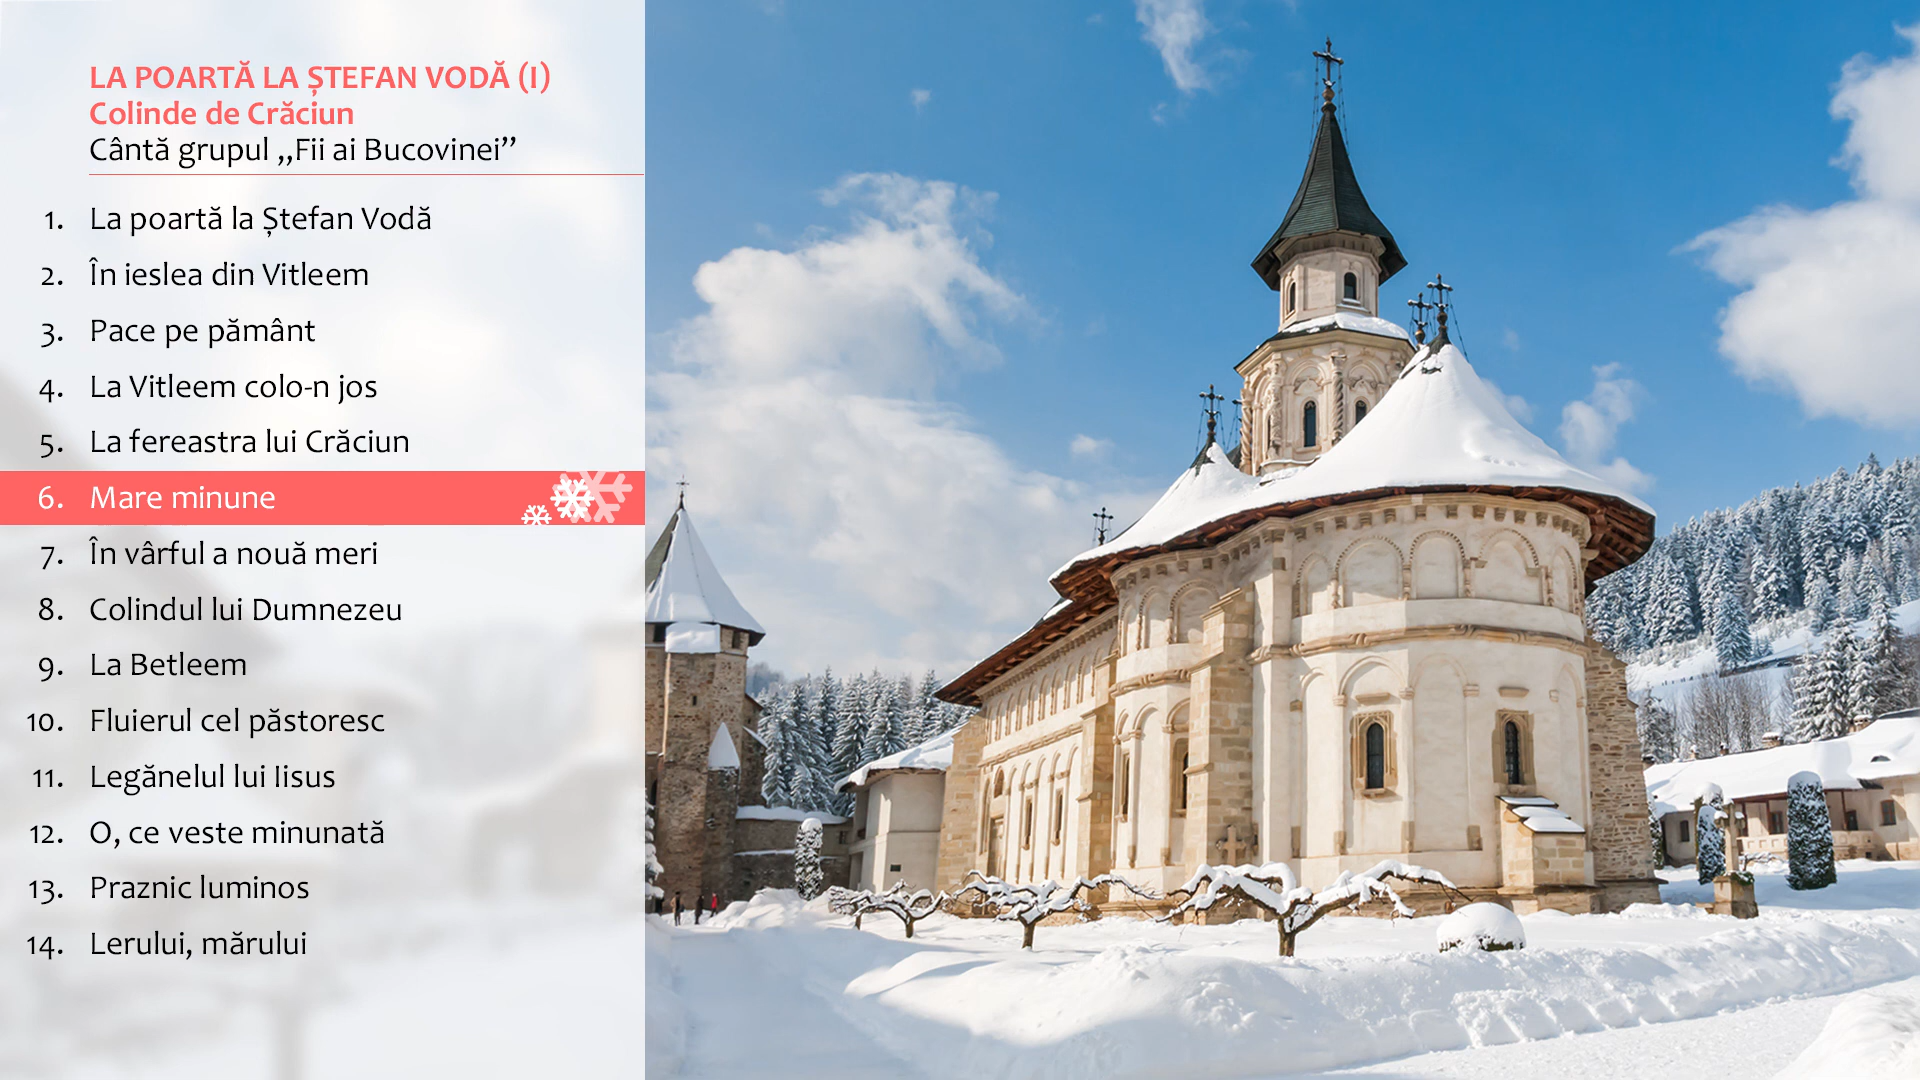 LA POARTĂ LA ȘTEFAN VODĂ (I)
Colinde de Crăciun
Cântă grupul „Fii ai Bucovinei”
1. La poartă la Ștefan Vodă
2. În ieslea din Vitleem
3. Pace pe pământ
4. La Vitleem colo-n jos
5. La fereastra lui Crăciun
6. Mare minune
7. În vârful a nouă meri
8. Colindul lui Dumnezeu
9. La Betleem
10. Fluierul cel păstoresc
11. Legănelul lui Iisus
12. O, ce veste minunată
13. Praznic luminos
14. Lerului, mărului